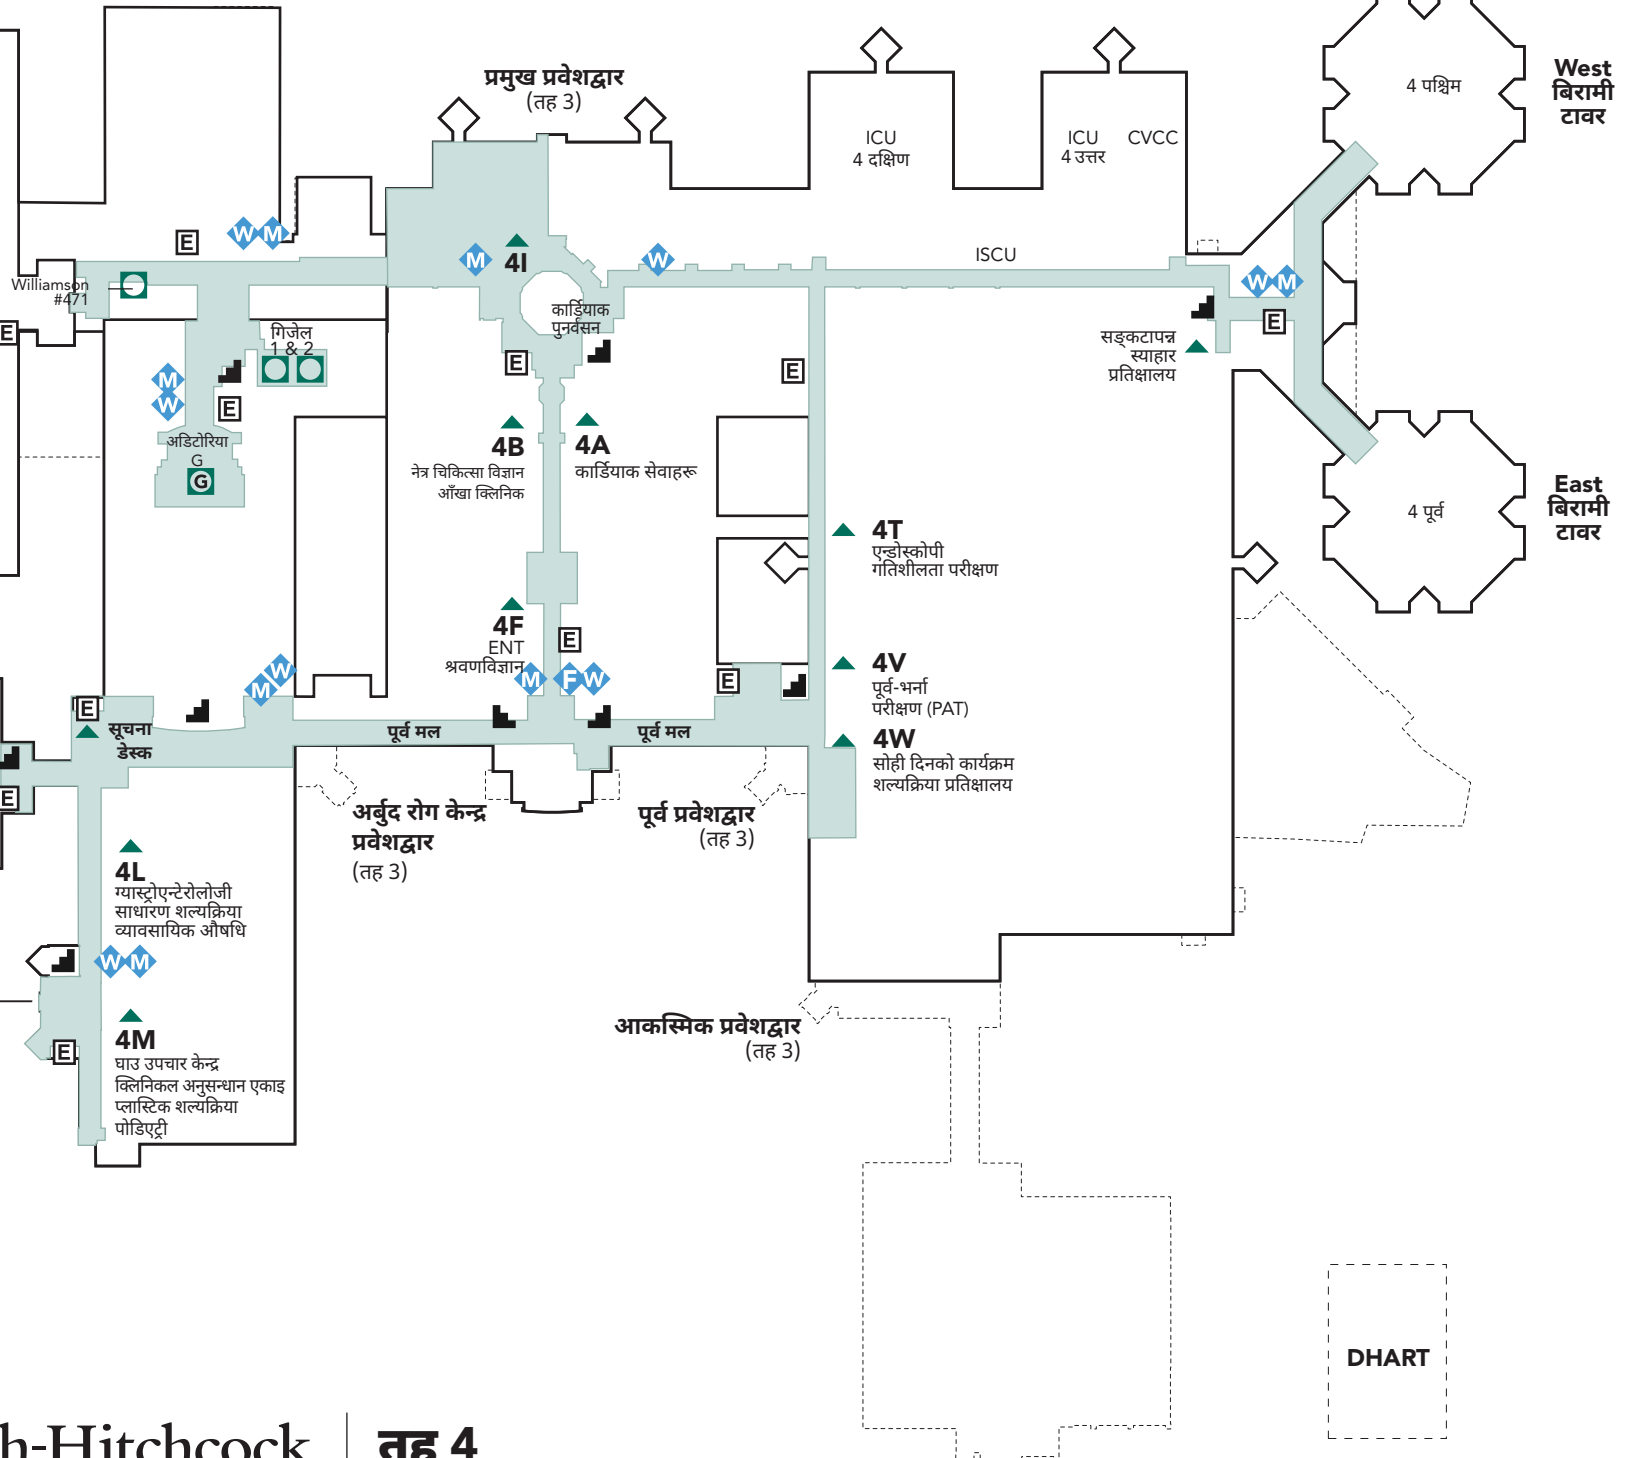 प्रमुख प्रवेशद्वार
(तह 3)
ICU
4 दक्षिण
ICU
4 उत्तर
CVCC
4 पश्चिम
West
बिरामी
टावर
E
W M
Williamson
#471
E
M
4I
W
ISCU
W M
E
कार्डियाक
पुनर्वसन
गिजेल
1 & 2
M
W
E
E
E
सङ्कटापन्न
स्याहार
प्रतिक्षालय
अडिटोरिया
G
G
4B
नेत्र चिकित्सा विज्ञान
आँखा क्लिनिक
4A
कार्डियाक सेवाहरू
4T
एन्डोस्कोपी
गतिशीलता परीक्षण
4 पूर्व
East
बिरामी
टावर
4F
ENT
श्रवणविज्ञान
E
M
F W
W
M
E
4V
पूर्व-भर्ना
परीक्षण (PAT)
E
सूचना
डेस्क
पूर्व मल
पूर्व मल
4W
सोही दिनको कार्यक्रम
शल्यक्रिया प्रतिक्षालय
E
अर्बुद रोग केन्द्र
प्रवेशद्वार
(तह 3)
पूर्व प्रवेशद्वार
(तह 3)
4L
ग्यास्ट्रोएन्टेरोलोजी
साधारण शल्यक्रिया
व्यावसायिक औषधि
W M
4M
घाउ उपचार केन्द्र
क्लिनिकल अनुसन्धान एकाइ
प्लास्टिक शल्यक्रिया
पोडिएट्री
E
आकस्मिक प्रवेशद्वार
(तह 3)
DHART
h-Hitchcock
तह 4